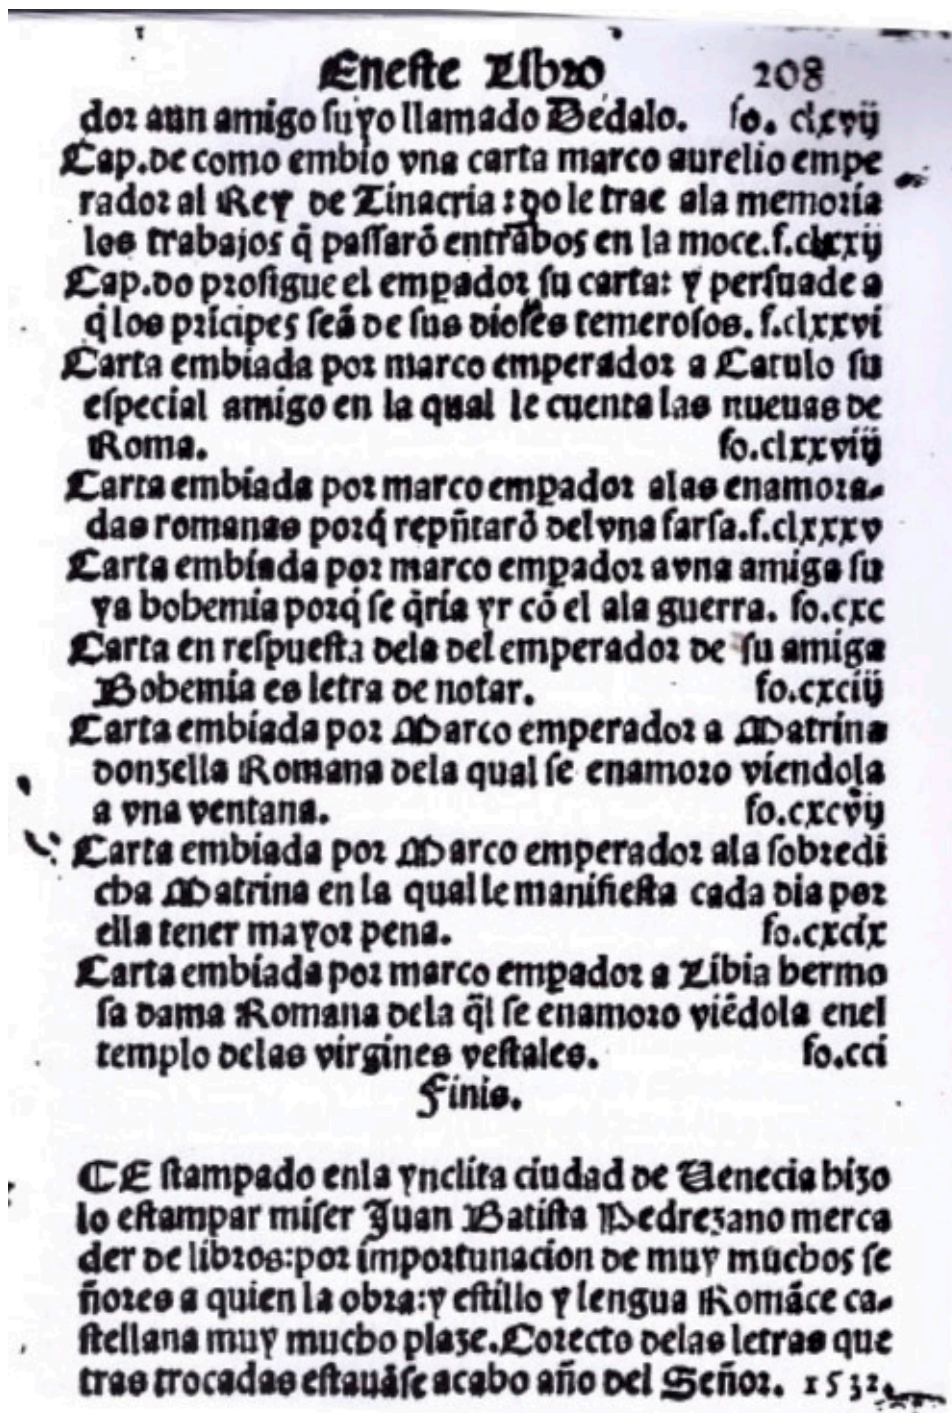 Eneste Libro 208
dor aun amigo suyo llamado Dedalo. fo. clxvij
Cap.de como embio vna carta marco aurelio empe
rador al Rey de Tinacria : do le trae ala memoria
los trabajos q̃ passarõ entrãbos en la moce.f.clxxij
Cap.do prosigue el empador su carta: y persuade a
q̃ los prícipes seã de sus dioses temerosos. f.clxxvi
Carta embiada por marco emperador a Catulo su
especial amigo en la qual le cuenta las nueuas de
Roma. fo.clxxviij
Carta embiada por marco empador alas enamora-
das romanas porq̃ repñtarõ del vna farsa.f.clxxxv
Carta embiada por marco empador avna amiga su
ya bohemia porq̃ se q̃ria yr cõ el ala guerra. fo.cxc
Carta en respuesta dela del emperador de su amiga
Bohemia es letra de notar. fo.cxciij
Carta embiada por Marco emperador a Matrina
donzella Romana dela qual se enamoro viendola
a vna ventana. fo.cxcvij
Carta embiada por Marco emperador ala sobredi
cha Matrina en la qual le manifiesta cada dia por
ella tener mayor pena. fo.cxcix
Carta embiada por marco empador a Libia hermo
sa dama Romana dela q̃l se enamoro viẽdola enel
templo delas virgines vestales. fo.cci
Finis.
CE stampado enla ynclita ciudad de Uenecia hizo
lo estampar miser Juan Batista Pedrezano merca
der de libros:por importunacion de muy muchos se
ñores a quien la obra:y estillo y lengua Romãce ca-
stellana muy mucho plaze.Corecto delas letras que
tras trocadas estauãse acabo año del Señor. 1532.